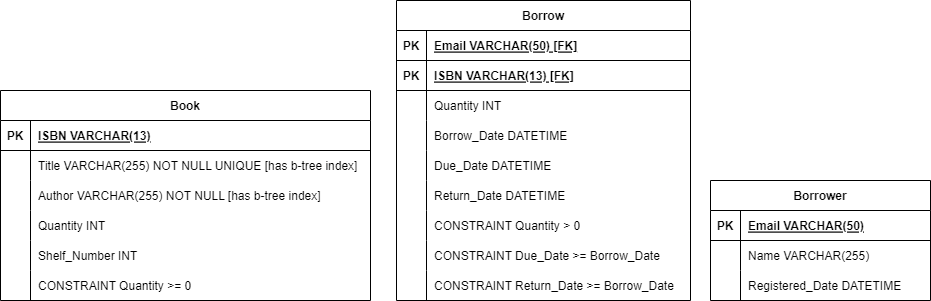 Book
PK ISBN VARCHAR(13)
Title VARCHAR(255) NOT NULL UNIQUE [has b-tree index]
Author VARCHAR(255) NOT NULL [has b-tree index]
Quantity INT
Shelf_Number INT
CONSTRAINT Quantity >= 0
Borrow
PK Email VARCHAR(50) [FK]
PK ISBN VARCHAR(13) [FK]
Quantity INT
Borrow_Date DATETIME
Due_Date DATETIME
Return_Date DATETIME
CONSTRAINT Quantity > 0
CONSTRAINT Due_Date >= Borrow_Date
CONSTRAINT Return_Date >= Borrow_Date
Borrower
PK Email VARCHAR(50)
Name VARCHAR(255)
Registered_Date DATETIME